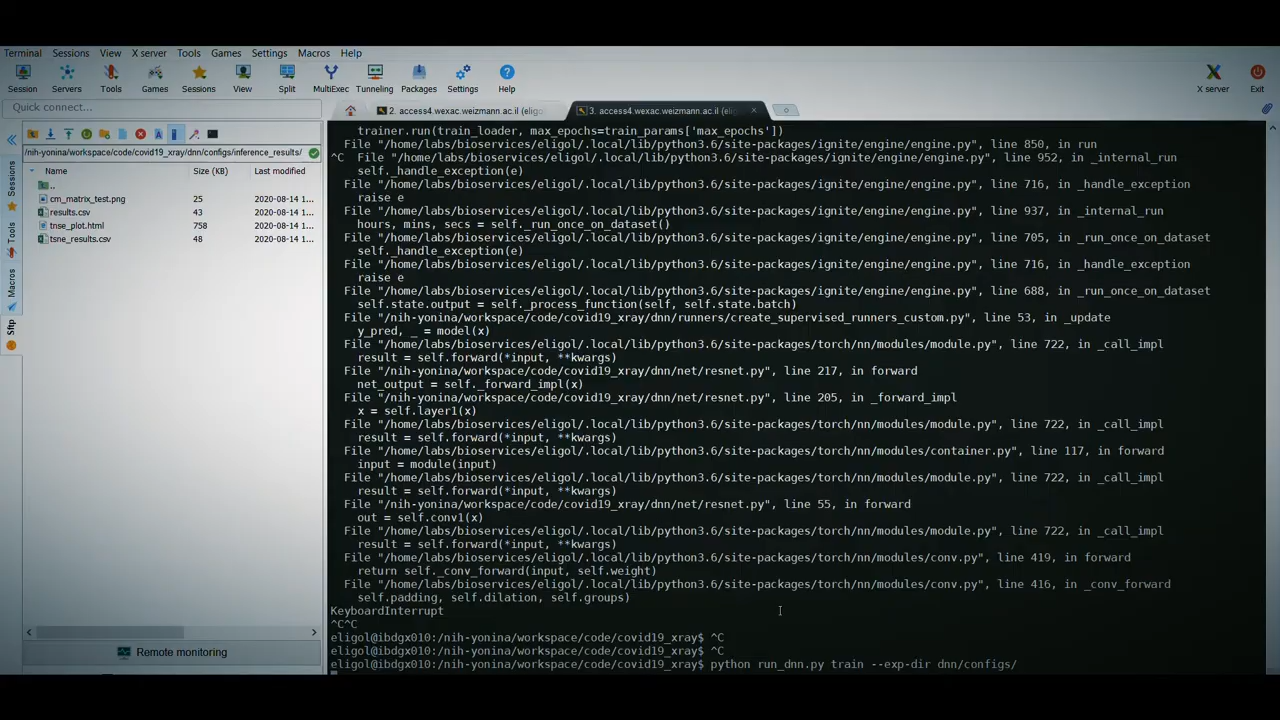 Terminal Sessions View X server Tools Games Settings Macros Help
Session Servers Tools Games Sessions View Split MultiExec Tunneling Packages Settings Help X server Exit
Quick connect...
2. access4.wexac.weizmann.ac.il (eligo
3. access4.wexac.weizmann.ac.il (elig
/nih-yonina/workspace/code/covid19_xray/dnn/configs/inference_results/
Name Size (KB) Last modified
..
cm_matrix_test.png 25 2020-08-14 1...
results.csv 43 2020-08-14 1...
tnse_plot.html 758 2020-08-14 1...
tsne_results.csv 48 2020-08-14 1...
Sessions
Tools
Macros
Sftp
Remote monitoring
trainer.run(train_loader, max_epochs=train_params['max_epochs'])
File "/home/labs/bioservices/eligol/.local/lib/python3.6/site-packages/ignite/engine/engine.py", line 850, in run
^C File "/home/labs/bioservices/eligol/.local/lib/python3.6/site-packages/ignite/engine/engine.py", line 952, in _internal_run
self._handle_exception(e)
File "/home/labs/bioservices/eligol/.local/lib/python3.6/site-packages/ignite/engine/engine.py", line 716, in _handle_exception
raise e
File "/home/labs/bioservices/eligol/.local/lib/python3.6/site-packages/ignite/engine/engine.py", line 937, in _internal_run
hours, mins, secs = self._run_once_on_dataset()
File "/home/labs/bioservices/eligol/.local/lib/python3.6/site-packages/ignite/engine/engine.py", line 705, in _run_once_on_dataset
self._handle_exception(e)
File "/home/labs/bioservices/eligol/.local/lib/python3.6/site-packages/ignite/engine/engine.py", line 716, in _handle_exception
raise e
File "/home/labs/bioservices/eligol/.local/lib/python3.6/site-packages/ignite/engine/engine.py", line 688, in _run_once_on_dataset
self.state.output = self._process_function(self, self.state.batch)
File "/nih-yonina/workspace/code/covid19_xray/dnn/runners/create_supervised_runners_custom.py", line 53, in _update
y_pred, _ = model(x)
File "/home/labs/bioservices/eligol/.local/lib/python3.6/site-packages/torch/nn/modules/module.py", line 722, in _call_impl
result = self.forward(*input, **kwargs)
File "/nih-yonina/workspace/code/covid19_xray/dnn/net/resnet.py", line 217, in forward
net_output = self._forward_impl(x)
File "/nih-yonina/workspace/code/covid19_xray/dnn/net/resnet.py", line 205, in _forward_impl
x = self.layer1(x)
File "/home/labs/bioservices/eligol/.local/lib/python3.6/site-packages/torch/nn/modules/module.py", line 722, in _call_impl
result = self.forward(*input, **kwargs)
File "/home/labs/bioservices/eligol/.local/lib/python3.6/site-packages/torch/nn/modules/container.py", line 117, in forward
input = module(input)
File "/home/labs/bioservices/eligol/.local/lib/python3.6/site-packages/torch/nn/modules/module.py", line 722, in _call_impl
result = self.forward(*input, **kwargs)
File "/nih-yonina/workspace/code/covid19_xray/dnn/net/resnet.py", line 55, in forward
out = self.conv1(x)
File "/home/labs/bioservices/eligol/.local/lib/python3.6/site-packages/torch/nn/modules/module.py", line 722, in _call_impl
result = self.forward(*input, **kwargs)
File "/home/labs/bioservices/eligol/.local/lib/python3.6/site-packages/torch/nn/modules/conv.py", line 419, in forward
return self._conv_forward(input, self.weight)
File "/home/labs/bioservices/eligol/.local/lib/python3.6/site-packages/torch/nn/modules/conv.py", line 416, in _conv_forward
self.padding, self.dilation, self.groups)
KeyboardInterrupt
^C^C
eligol@ibdgx010:/nih-yonina/workspace/code/covid19_xray$ ^C
eligol@ibdgx010:/nih-yonina/workspace/code/covid19_xray$ ^C
eligol@ibdgx010:/nih-yonina/workspace/code/covid19_xray$ python run_dnn.py train --exp-dir dnn/configs/